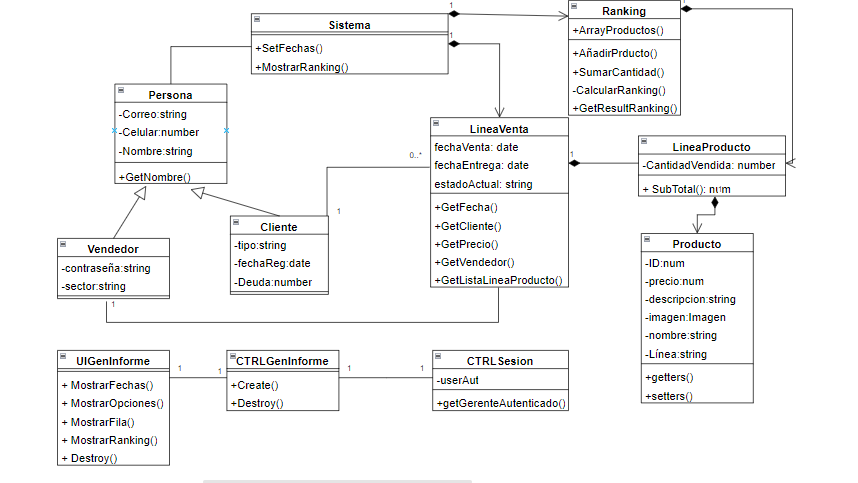 Sistema
+SetFechas()
+MostrarRanking()
1
1
Ranking
+ArrayProductos()
+AñadirPrducto()
+SumarCantidad()
-CalcularRanking()
+GetResultRanking()
1
Persona
-Correo:string
-Celular:number
-Nombre:string
+GetNombre()
LineaVenta
fechaVenta: date
fechaEntrega: date
estadoActual: string
+GetFecha()
+GetCliente()
+GetPrecio()
+GetVendedor()
+GetListaLineaProducto()
0..*
1
1
LineaProducto
-CantidadVendida: number
+ SubTotal(): num
Cliente
-tipo:string
-fechaReg:date
-Deuda:number
Vendedor
-contraseña:string
-sector:string
1
Producto
-ID:num
-precio:num
-descripcion:string
-imagen:Imagen
-nombre:string
-Línea:string
+getters()
+setters()
UIGenInforme
+ MostrarFechas()
+ MostrarOpciones()
+ MostrarFila()
+ MostrarRanking()
+ Destroy()
1
1
CTRLGenInforme
+Create()
+Destroy()
1
1
CTRLSesion
-userAut
+getGerenteAutenticado()